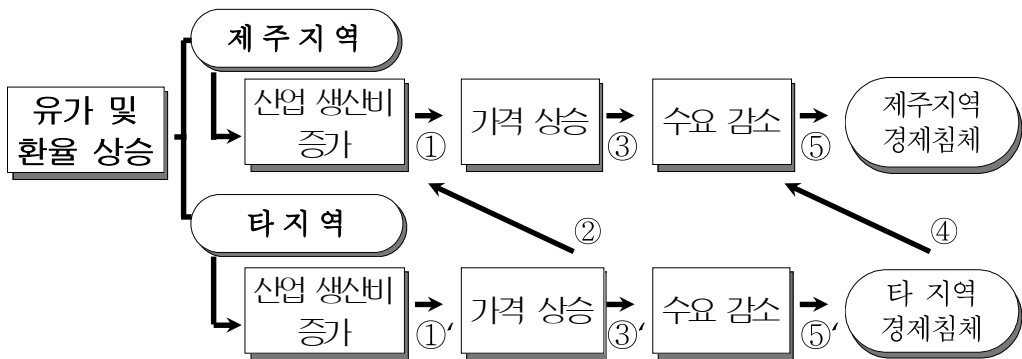 제 주 지 역
유가 및
환율 상승
산업 생산비
증가
①
가격 상승
③
수요 감소
⑤
제주지역
경제침체
타 지 역
②
④
산업 생산비
증가
①′
가격 상승
③′
수요 감소
⑤′
타 지역
경제침체